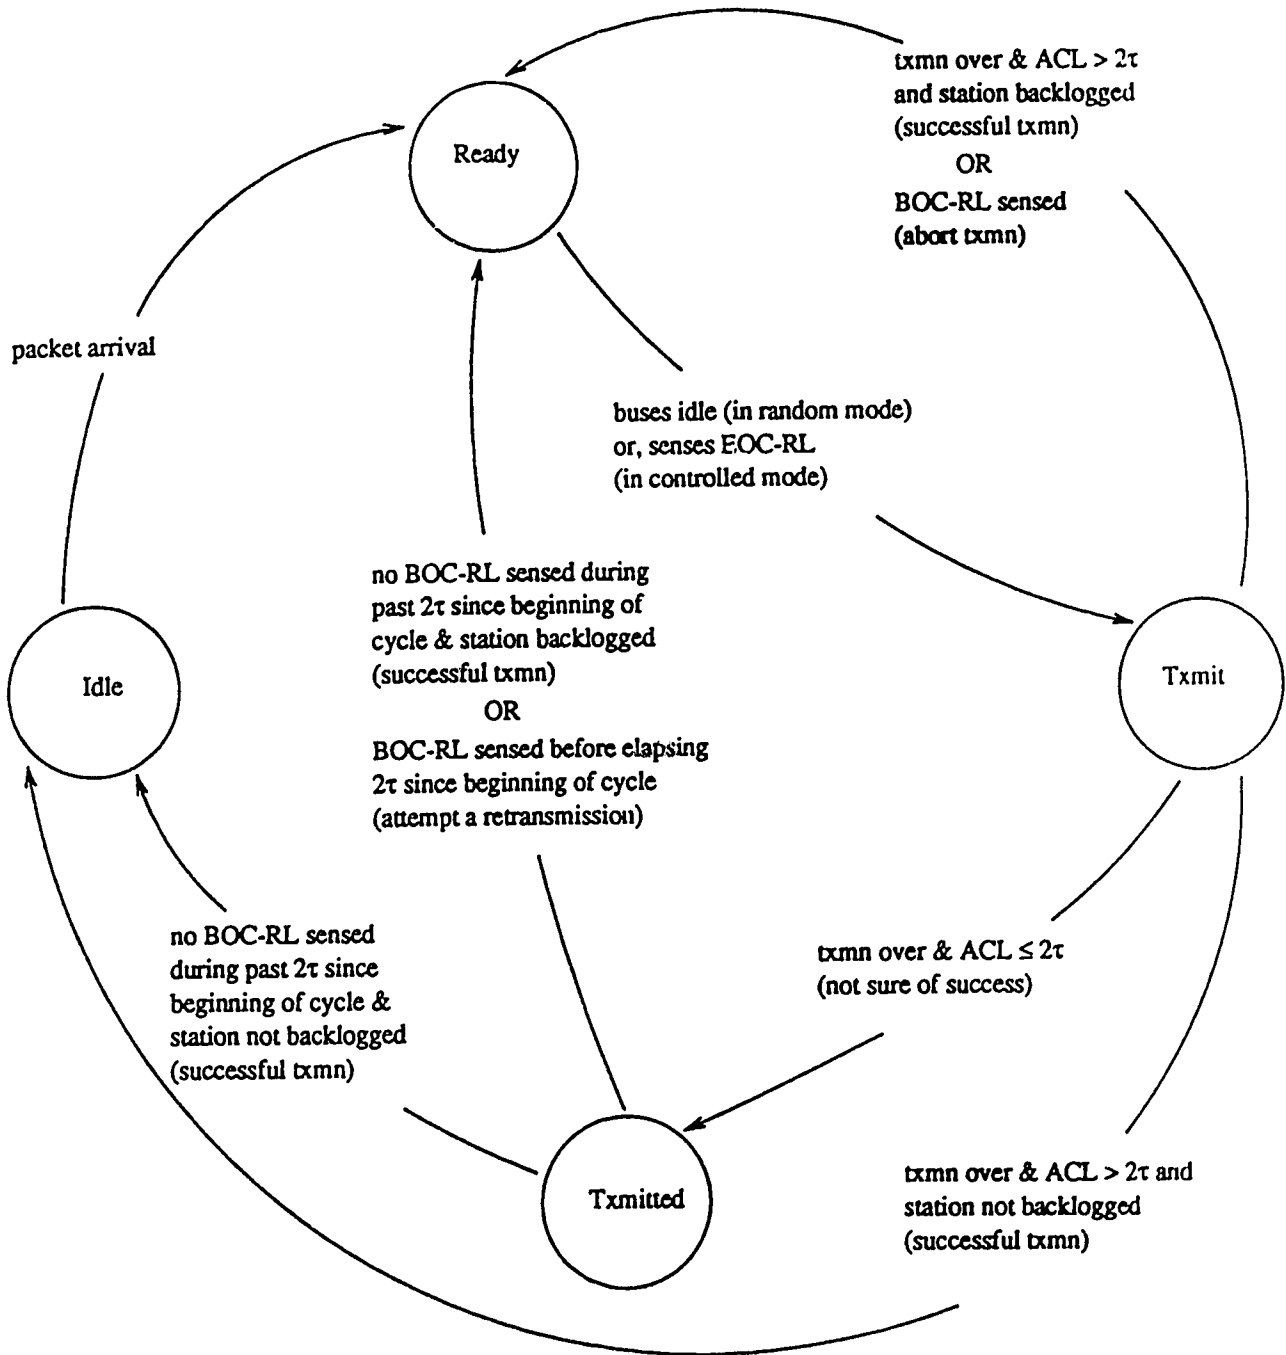 txmn over & ACL > 2τ
and station backlogged
(successful txmn)
OR
BOC-RL sensed
(abort txmn)
Ready
packet arrival
buses idle (in random mode)
or, senses EOC-RL
(in controlled mode)
no BOC-RL sensed during
past 2τ since beginning of
cycle & station backlogged
(successful txmn)
OR
BOC-RL sensed before elapsing
2τ since beginning of cycle
(attempt a retransmission)
Idle
Txmit
no BOC-RL sensed
during past 2τ since
beginning of cycle &
station not backlogged
(successful txmn)
txmn over & ACL ≤ 2τ
(not sure of success)
Txmitted
txmn over & ACL > 2τ and
station not backlogged
(successful txmn)